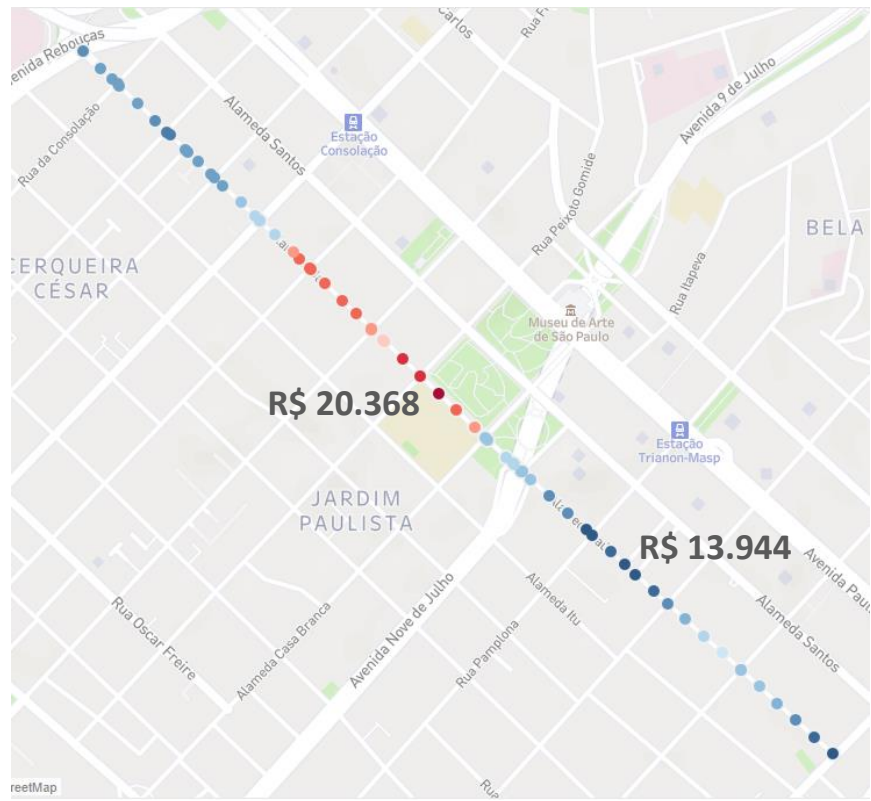 Avenida Rebouças
Carlos
Alameda Santos
Rua da Consolação
Estação
Consolação
Avenida 9 de Julho
Rua Peixoto Gomide
BELA
CERQUEIRA
CÉSAR
Rua Itapeva
Museu de Arte
de São Paulo
R$ 20.368
Estação
Trianon-Masp
JARDIM
PAULISTA
R$ 13.944
Avenida Pau
Alameda Itu
Alameda Santos
Rua Oscar Freire
Alameda Casa Branca
Avenida Nove de Julho
Rua Pamplona
Rua
reetMap